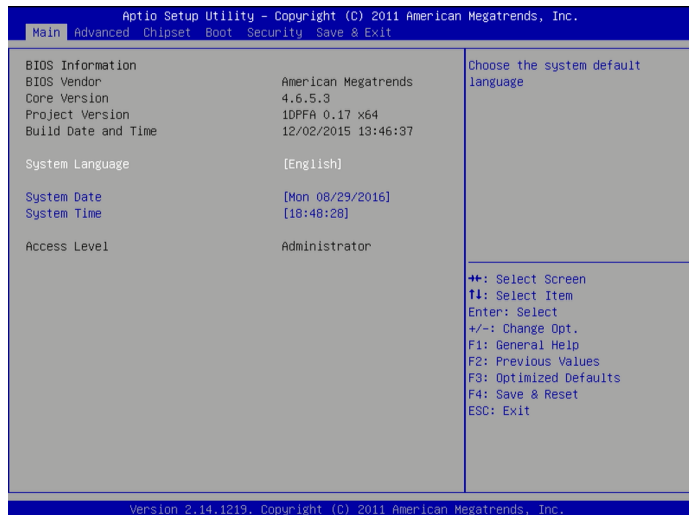 Aptio Setup Utility – Copyright (C) 2011 American Megatrends, Inc.
Main Advanced Chipset Boot Security Save & Exit
BIOS Information
BIOS Vendor American Megatrends
Core Version 4.6.5.3
Project Version 1DPFA 0.17 x64
Build Date and Time 12/02/2015 13:46:37
System Language [English]
System Date [Mon 08/29/2016]
System Time [18:48:28]
Access Level Administrator
Choose the system default
language
→←: Select Screen
↑↓: Select Item
Enter: Select
+/-: Change Opt.
F1: General Help
F2: Previous Values
F3: Optimized Defaults
F4: Save & Reset
ESC: Exit
Version 2.14.1219. Copyright (C) 2011 American Megatrends, Inc.